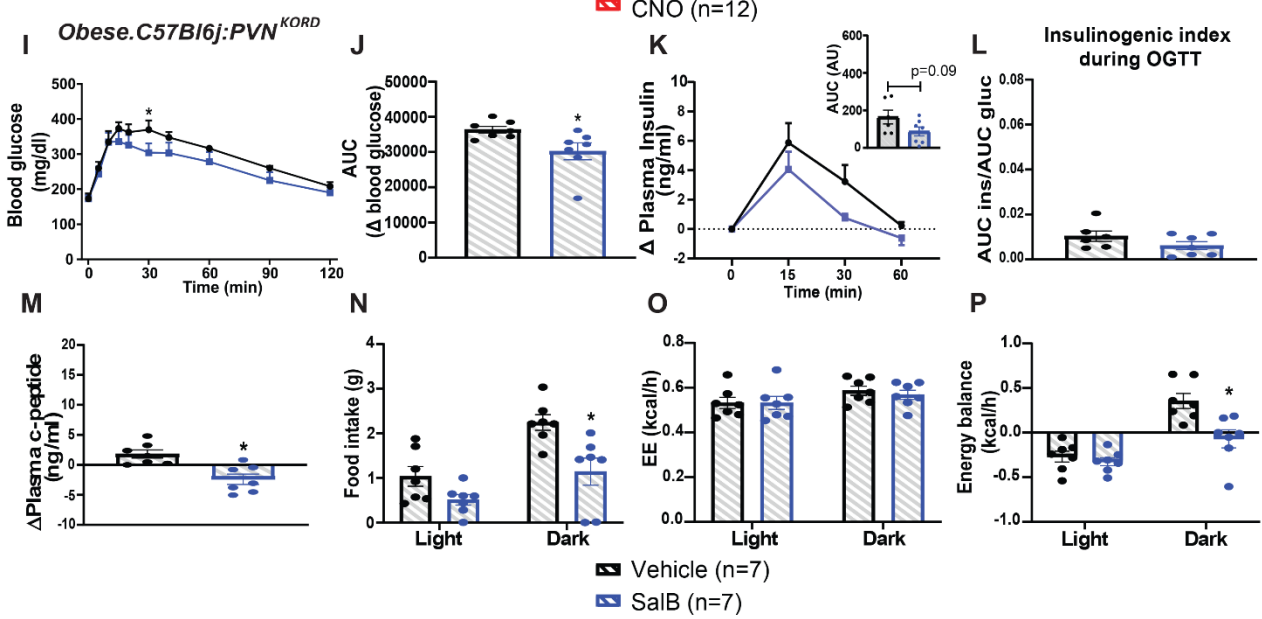 CNO (n=12)
Obese.C57Bl6j:PVN^KORD
I
Blood glucose
(mg/dl)
500
400
300
200
100
0
*
0 30 60 90 120
Time (min)
J
AUC
(Δ blood glucose)
50000
40000
30000
20000
10000
0
*
K
Δ Plasma Insulin
(ng/ml)
10
8
6
4
2
0
-2
0 15 30 60
Time (min)
AUC (AU)
600
400
200
0
p=0.09
L
Insulinogenic index
during OGTT
AUC ins/AUC gluc
0.08
0.06
0.04
0.02
0.00
M
ΔPlasma c-peptide
(ng/ml)
20
15
10
5
0
-5
-10
*
N
Food intake (g)
4
3
2
1
0
*
Light Dark
O
EE (kcal/h)
0.8
0.6
0.4
0.2
0.0
Light Dark
P
Energy balance
(kcal/h)
1.0
0.5
0.0
-0.5
-1.0
*
Light Dark
Vehicle (n=7)
SalB (n=7)